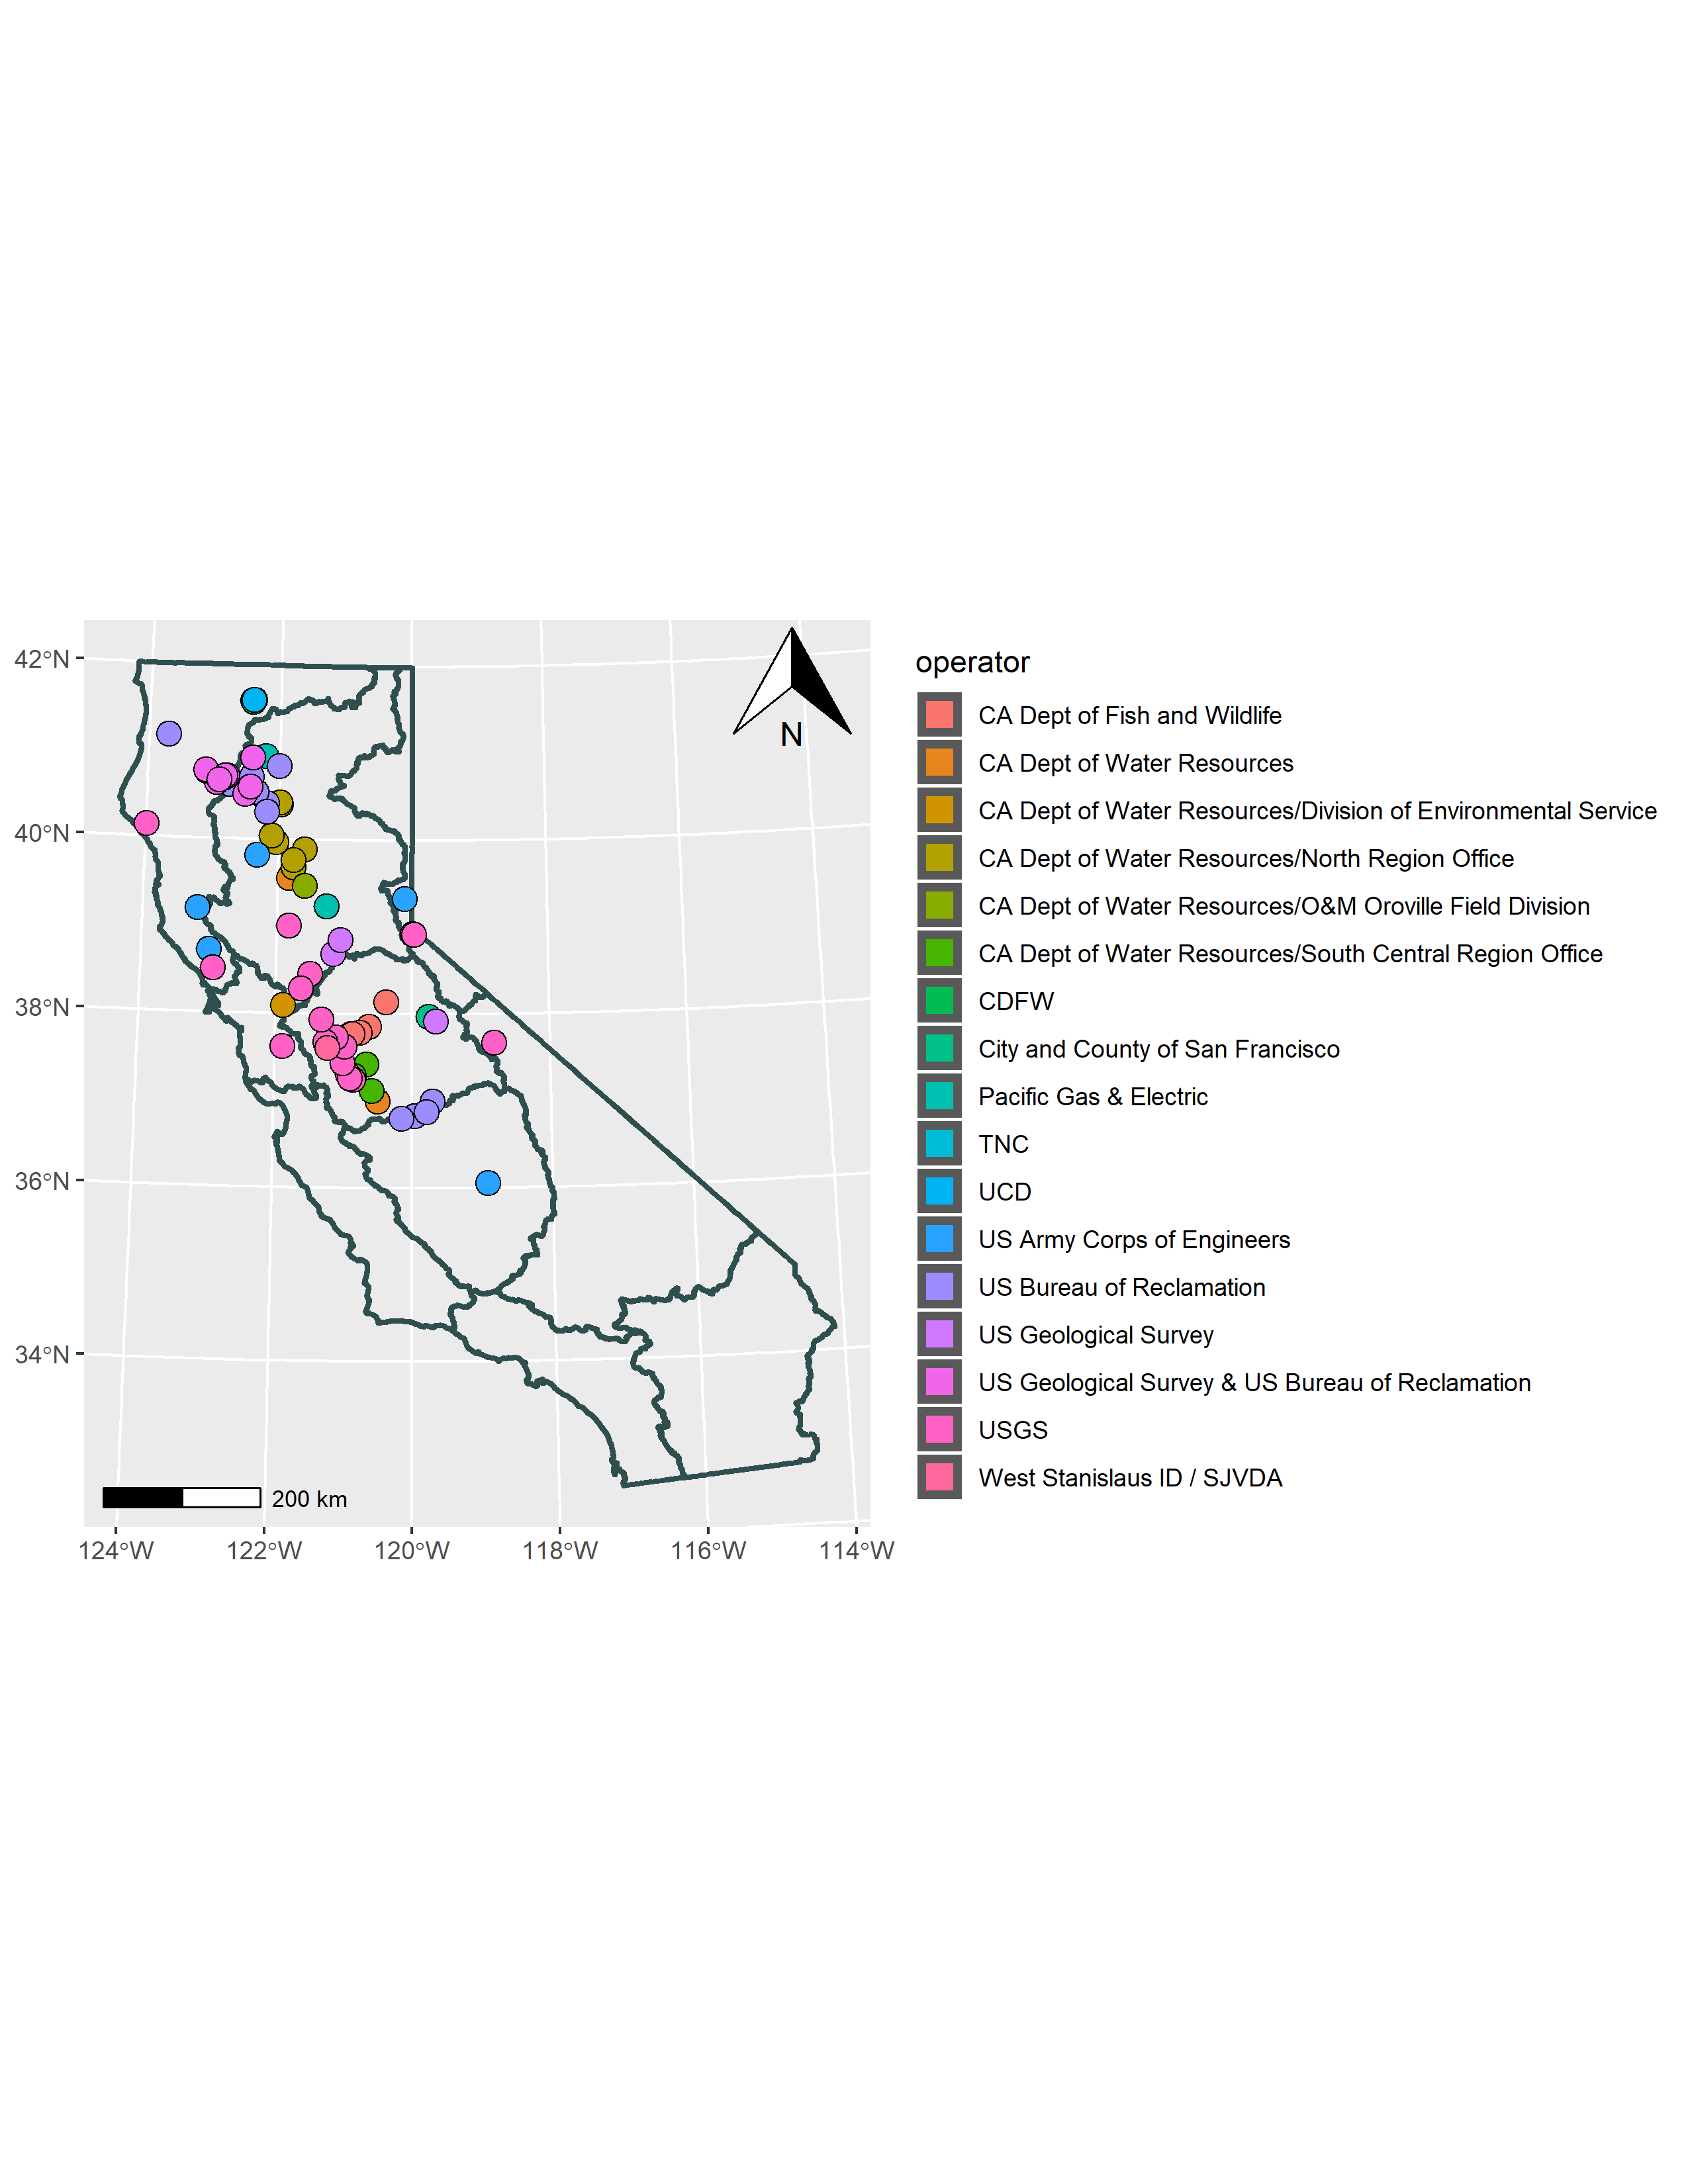 42°N
40°N
38°N
36°N
34°N
124°W
122°W
120°W
118°W
116°W
114°W
N
200 km
operator
CA Dept of Fish and Wildlife
CA Dept of Water Resources
CA Dept of Water Resources/Division of Environmental Service
CA Dept of Water Resources/North Region Office
CA Dept of Water Resources/O&M Oroville Field Division
CA Dept of Water Resources/South Central Region Office
CDFW
City and County of San Francisco
Pacific Gas & Electric
TNC
UCD
US Army Corps of Engineers
US Bureau of Reclamation
US Geological Survey
US Geological Survey & US Bureau of Reclamation
USGS
West Stanislaus ID / SJVDA